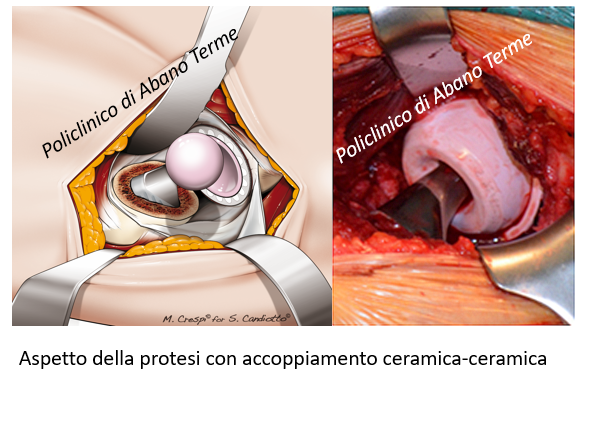 Policlinico di Abano Terme
Policlinico di Abano Terme
M. Crespi© for S. Candiotto©
Aspetto della protesi con accoppiamento ceramica-ceramica